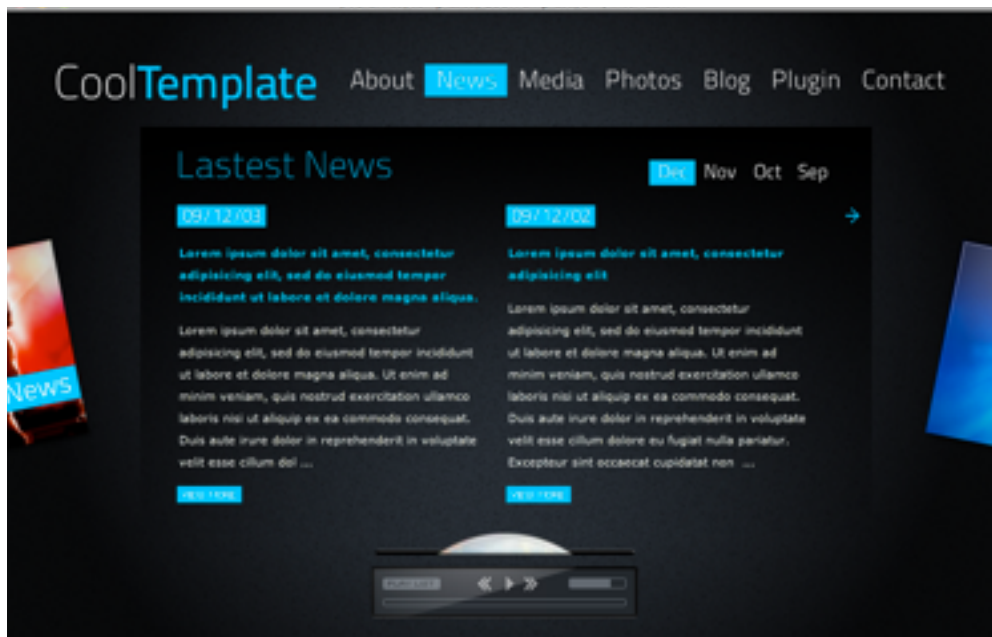 CoolTemplate
About News Media Photos Blog Plugin Contact
Lastest News
Dec Nov Oct Sep
09/12/03
Lorem ipsum dolor sit amet, consectetur
adipisicing elit, sed do eiusmod tempor
incididunt ut labore et dolore magna aliqua.
Lorem ipsum dolor sit amet, consectetur
adipisicing elit, sed do eiusmod tempor incididunt
ut labore et dolore magna aliqua. Ut enim ad
minim veniam, quis nostrud exercitation ullamco
laboris nisi ut aliquip ex ea commodo consequat.
Duis aute irure dolor in reprehenderit in voluptate
velit esse cillum dol ...
VIEW MORE
09/12/02
Lorem ipsum dolor sit amet, consectetur
adipisicing elit
Lorem ipsum dolor sit amet, consectetur
adipisicing elit, sed do eiusmod tempor incididunt
ut labore et dolore magna aliqua. Ut enim ad
minim veniam, quis nostrud exercitation ullamco
laboris nisi ut aliquip ex ea commodo consequat.
Duis aute irure dolor in reprehenderit in voluptate
velit esse cillum dolore eu fugiat nulla pariatur.
Excepteur sint occaecat cupidatat non ...
VIEW MORE
News
PLAYLIST